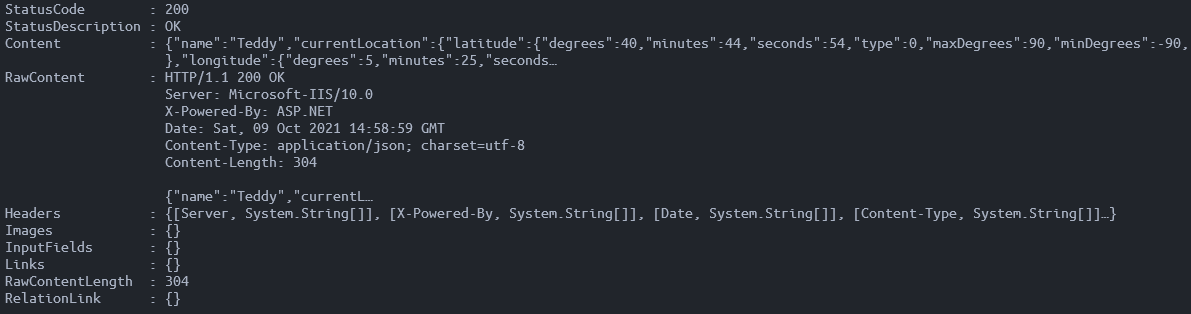 StatusCode        : 200
StatusDescription : OK
Content           : {"name":"Teddy","currentLocation":{"latitude":{"degrees":40,"minutes":44,"seconds":54,"type":0,"maxDegrees":90,"minDegrees":-90,
                    },"longitude":{"degrees":5,"minutes":25,"seconds…
RawContent        : HTTP/1.1 200 OK
                    Server: Microsoft-IIS/10.0
                    X-Powered-By: ASP.NET
                    Date: Sat, 09 Oct 2021 14:58:59 GMT
                    Content-Type: application/json; charset=utf-8
                    Content-Length: 304

                    {"name":"Teddy","currentL…
Headers           : {[Server, System.String[]], [X-Powered-By, System.String[]], [Date, System.String[]], [Content-Type, System.String[]]…}
Images            : {}
InputFields       : {}
Links             : {}
RawContentLength  : 304
RelationLink      : {}